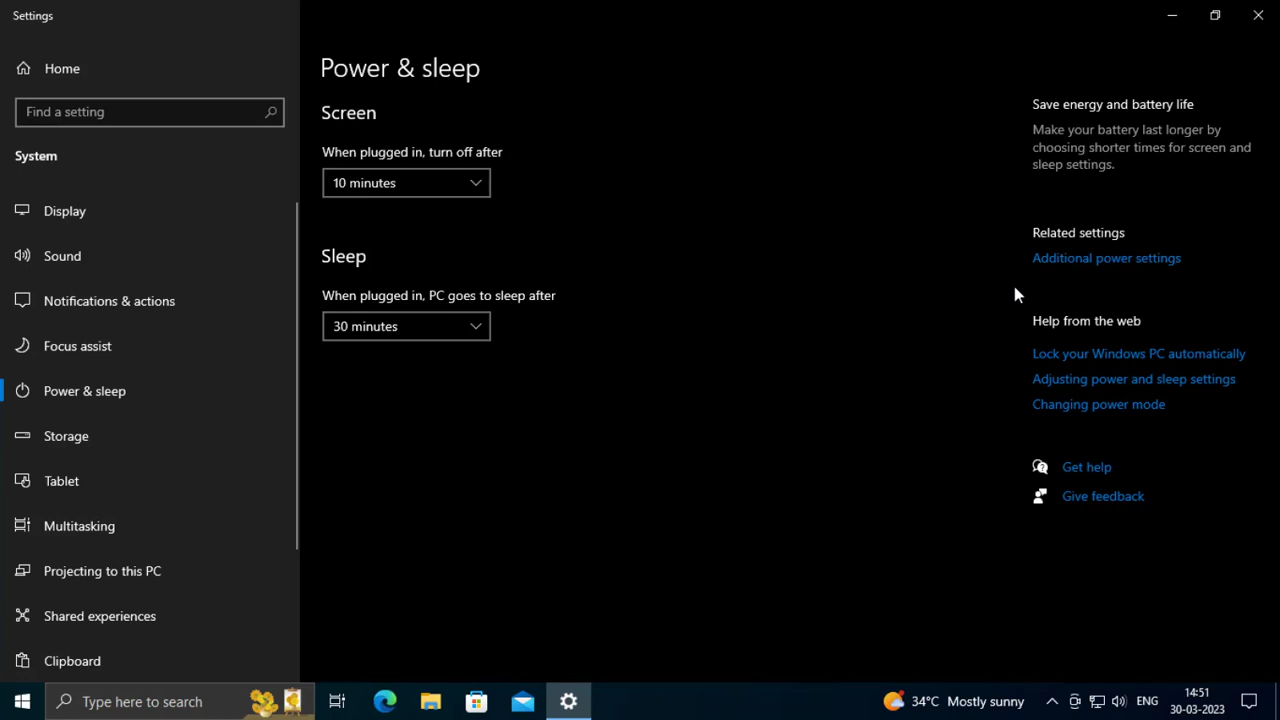 Settings
Home
Find a setting
System
Display
Sound
Notifications & actions
Focus assist
Power & sleep
Storage
Tablet
Multitasking
Projecting to this PC
Shared experiences
Clipboard
Power & sleep
Screen
When plugged in, turn off after
10 minutes
Sleep
When plugged in, PC goes to sleep after
30 minutes
Save energy and battery life
Make your battery last longer by
choosing shorter times for screen and
sleep settings.
Related settings
Additional power settings
Help from the web
Lock your Windows PC automatically
Adjusting power and sleep settings
Changing power mode
Get help
Give feedback
Type here to search
34°C Mostly sunny
ENG
14:51
30-03-2023